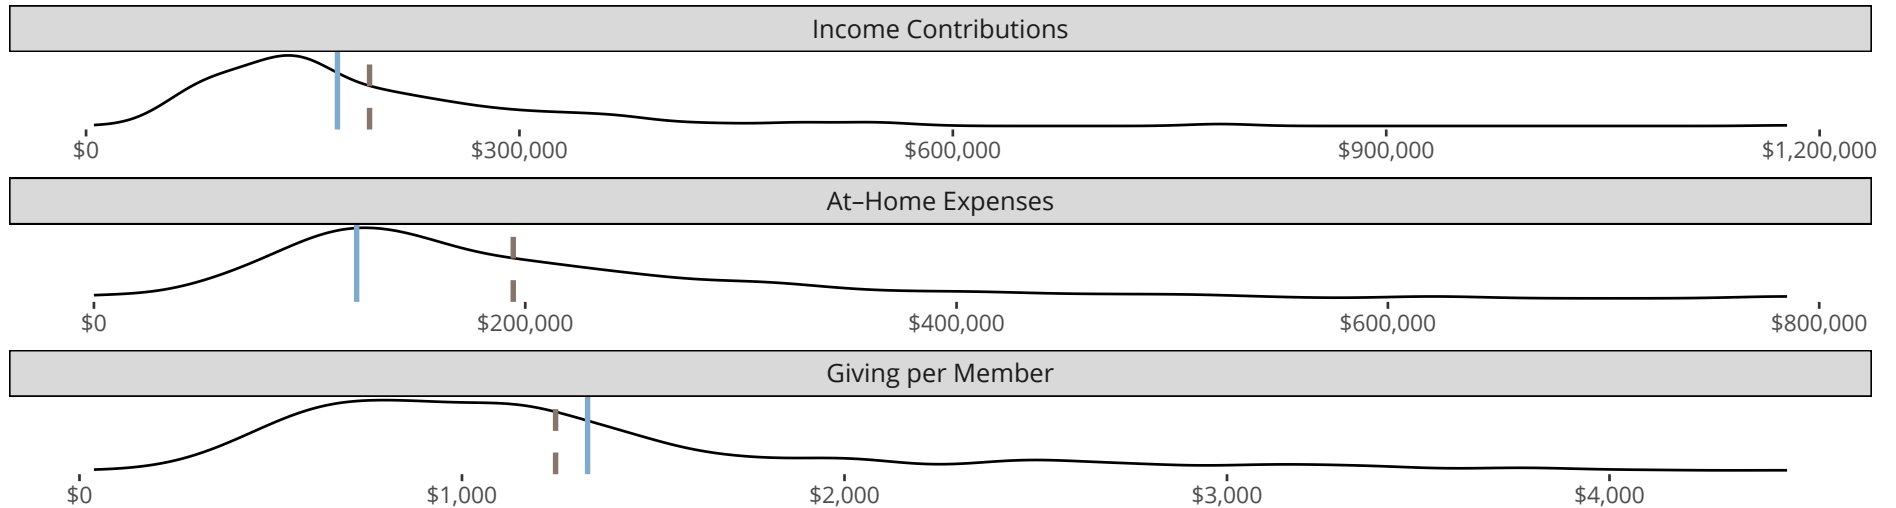 Income Contributions
$0 $300,000 $600,000 $900,000 $1,200,000
At–Home Expenses
$0 $200,000 $400,000 $600,000 $800,000
Giving per Member
$0 $1,000 $2,000 $3,000 $4,000